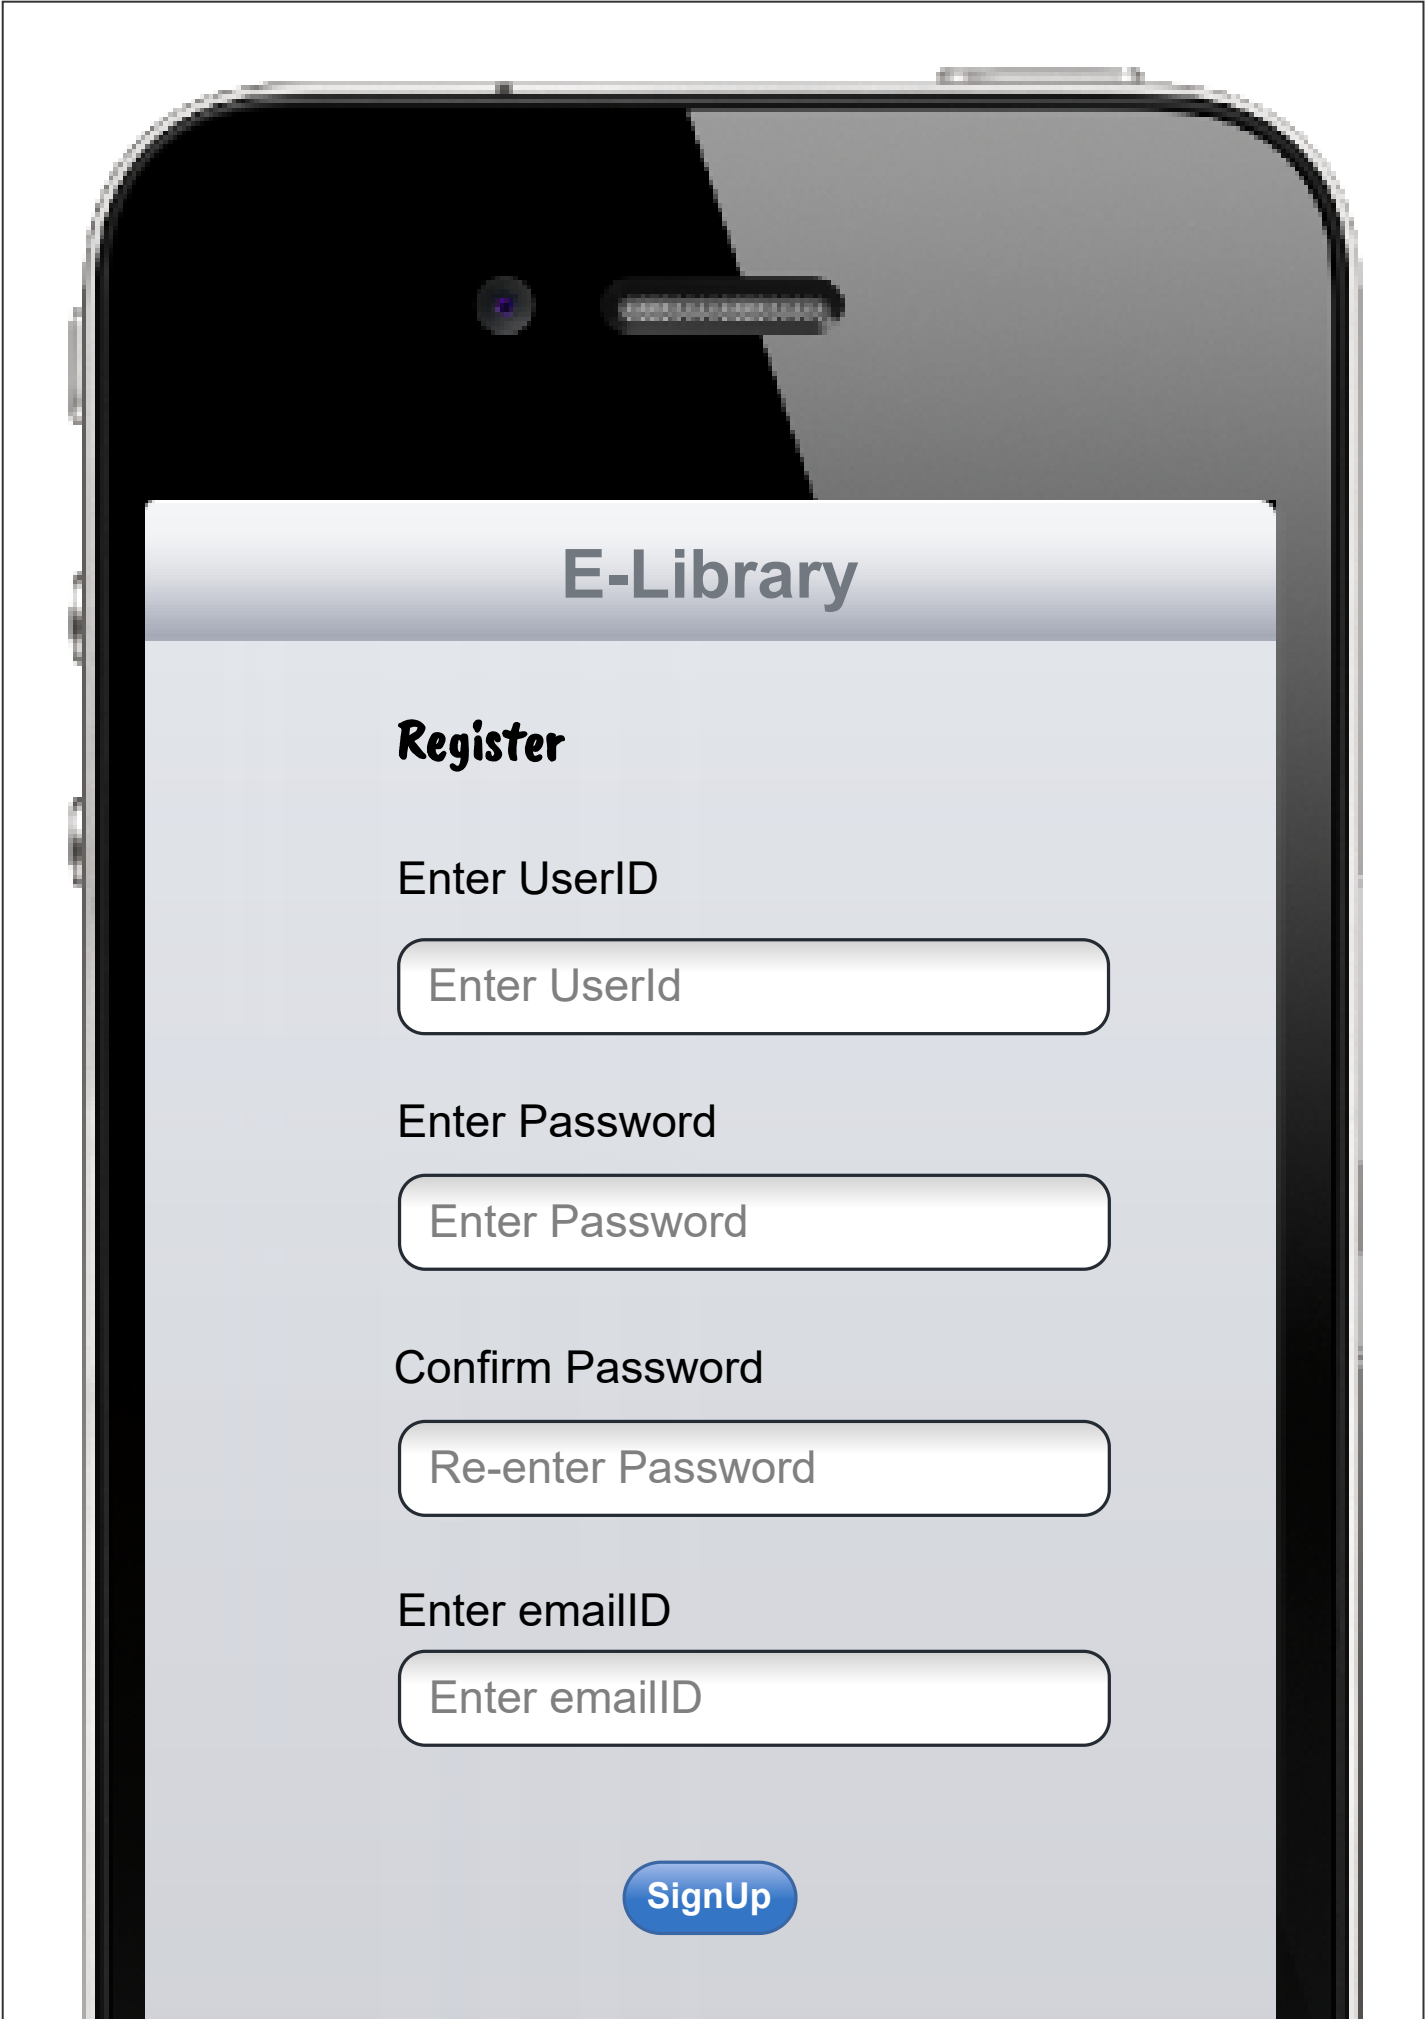 E-Library
Register
Enter UserID
Enter UserId
Enter Password
Enter Password
Confirm Password
Re-enter Password
Enter emailID
Enter emailID
SignUp